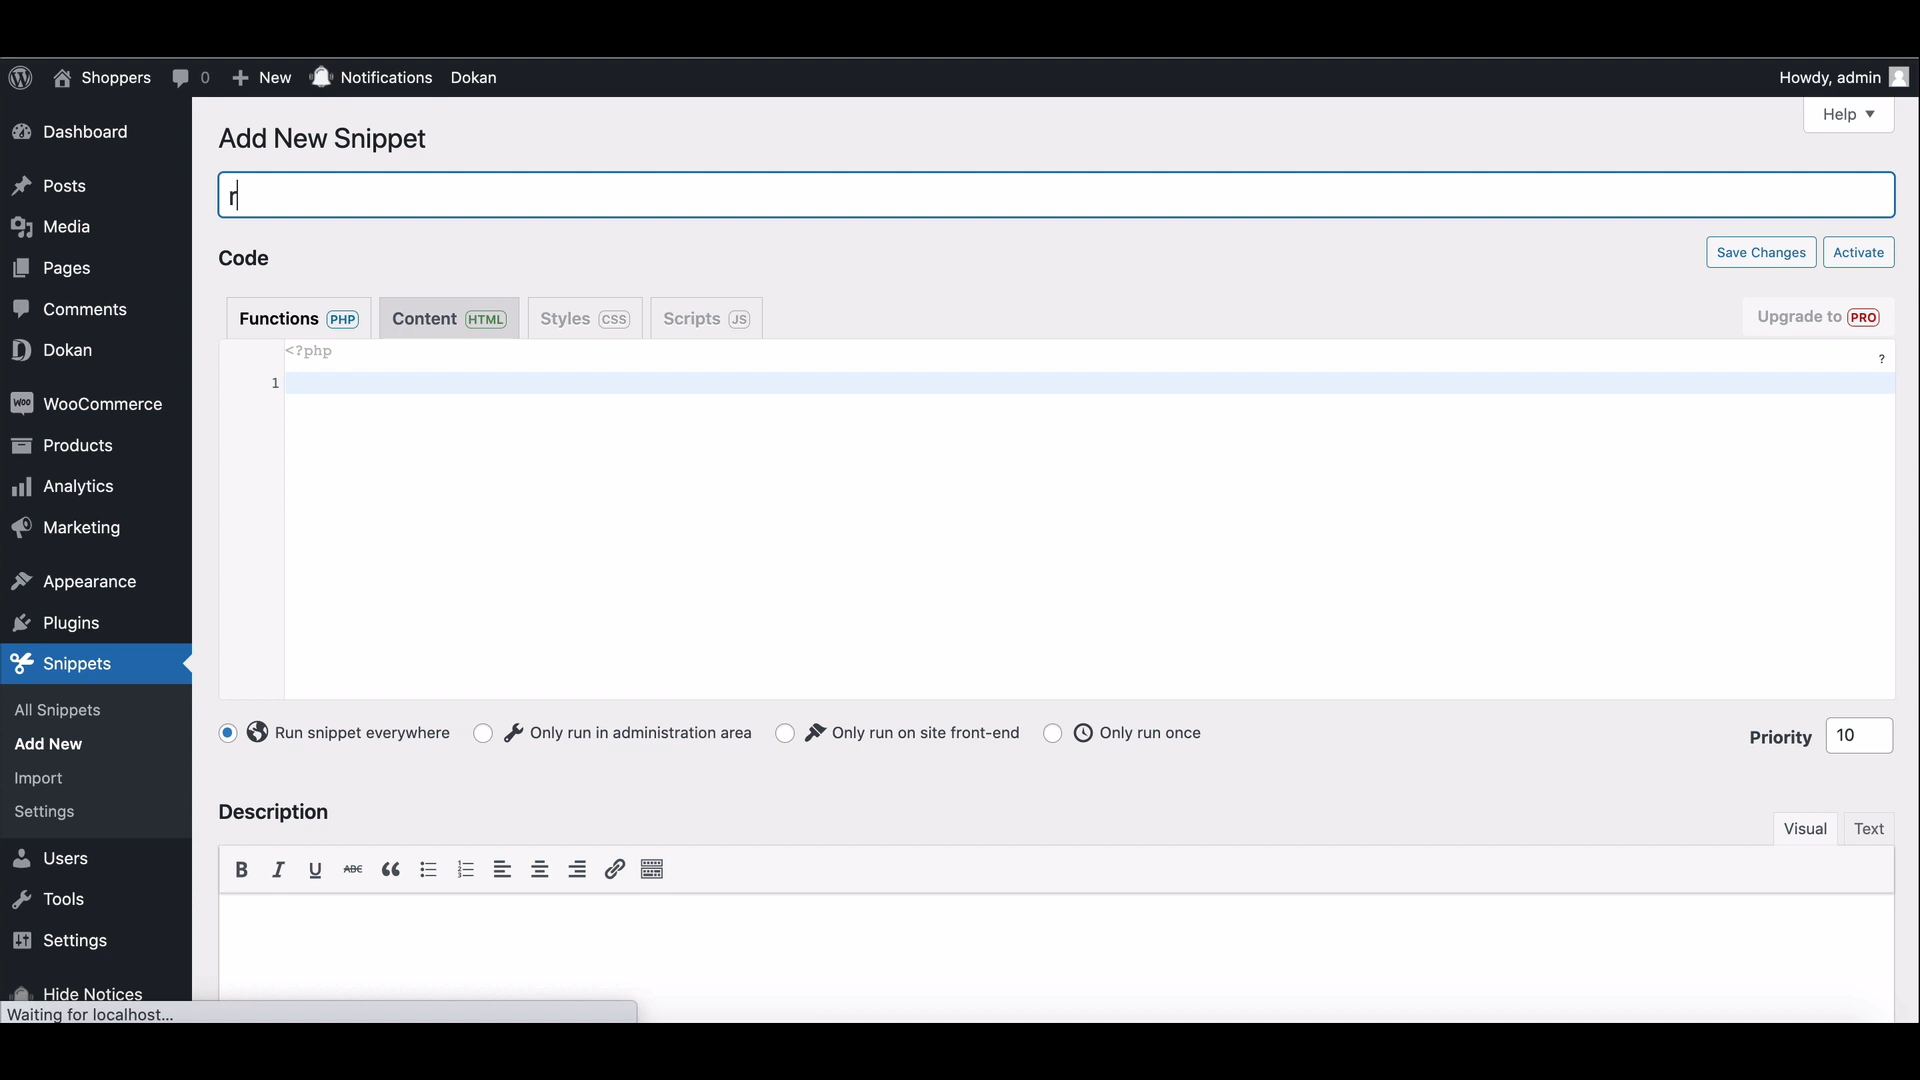 Shoppers 0 New Notifications Dokan Howdy, admin
Help
Dashboard
Posts
Media
Pages
Comments
Dokan
WOO WooCommerce
Products
Analytics
Marketing
Appearance
Plugins
Snippets
All Snippets
Add New
Import
Settings
Users
Tools
Settings
Hide Notices
Waiting for localhost...
Add New Snippet
r
Code
Save Changes Activate
Functions PHP Content HTML Styles CSS Scripts JS Upgrade to PRO
<?php ?
1
Run snippet everywhere Only run in administration area Only run on site front-end Only run once Priority 10
Description
Visual Text
B I U ABC